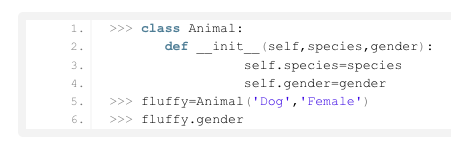 1. >>> class Animal:
2.        def __init__(self,species,gender):
3.                self.species=species
4.                self.gender=gender
5. >>> fluffy=Animal('Dog','Female')
6. >>> fluffy.gender